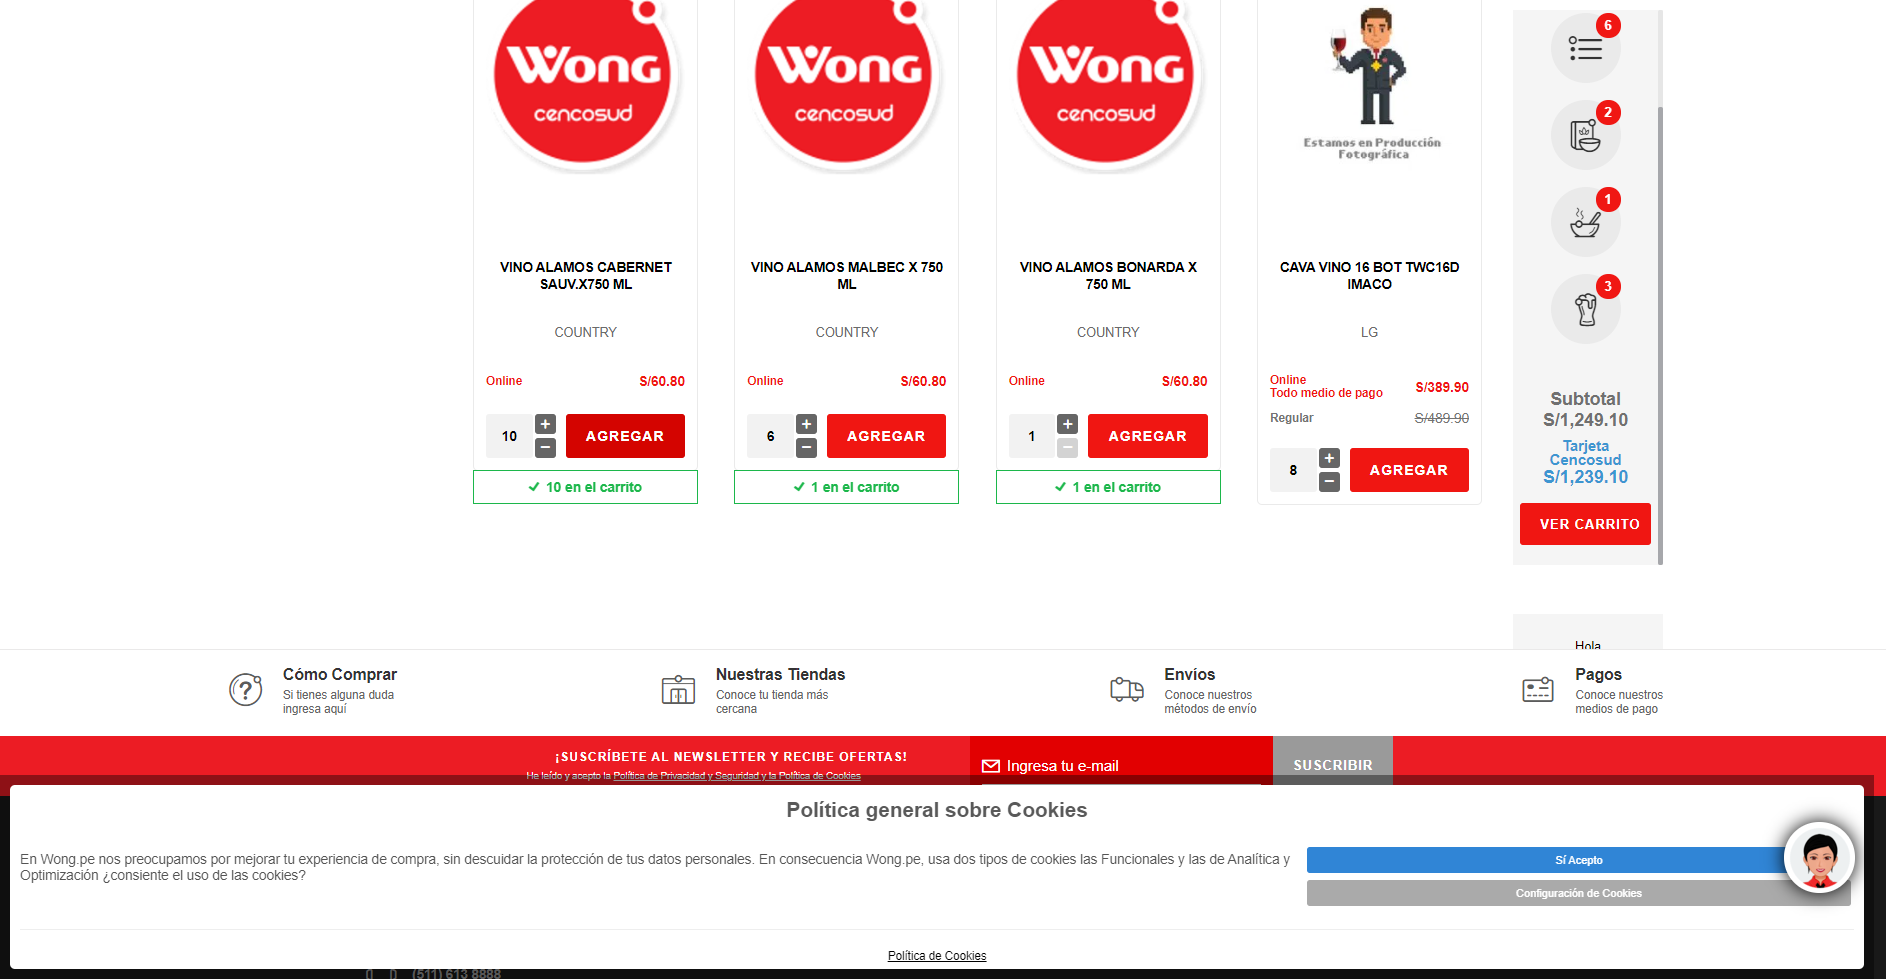 Wong
cencosud
Wong
cencosud
Wong
cencosud
Estamos en Producción
Fotográfica
VINO ALAMOS CABERNET
SAUV.X750 ML
COUNTRY
Online S/60.80
10 + − AGREGAR
10 en el carrito
VINO ALAMOS MALBEC X 750
ML
COUNTRY
Online S/60.80
6 + − AGREGAR
1 en el carrito
VINO ALAMOS BONARDA X
750 ML
COUNTRY
Online S/60.80
1 + − AGREGAR
1 en el carrito
CAVA VINO 16 BOT TWC16D
IMACO
LG
Online
Todo medio de pago S/389.90
Regular S/489.90
8 + − AGREGAR
6
2
1
3
Subtotal
S/1,249.10
Tarjeta
Cencosud
S/1,239.10
VER CARRITO
Hola
Cómo Comprar
Si tienes alguna duda
ingresa aquí
Nuestras Tiendas
Conoce tu tienda más
cercana
Envíos
Conoce nuestros
métodos de envío
Pagos
Conoce nuestros
medios de pago
¡SUSCRÍBETE AL NEWSLETTER Y RECIBE OFERTAS!
He leído y acepto la Política de Privacidad y Seguridad y la Política de Cookies
Ingresa tu e-mail
SUSCRIBIR
Política general sobre Cookies
En Wong.pe nos preocupamos por mejorar tu experiencia de compra, sin descuidar la protección de tus datos personales. En consecuencia Wong.pe, usa dos tipos de cookies las Funcionales y las de Analítica y
Optimización ¿consiente el uso de las cookies?
Sí Acepto
Configuración de Cookies
Política de Cookies
(511) 613 8888